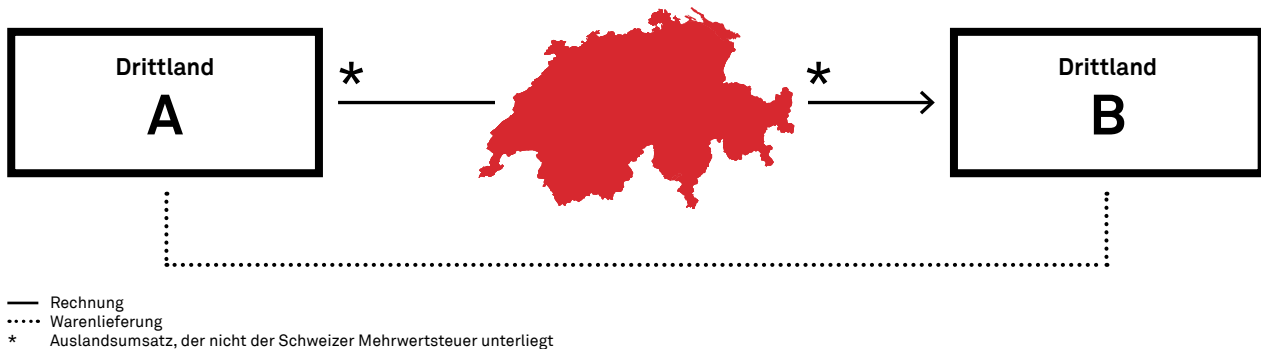 Drittland
A
*
*
Drittland
B
Rechnung
Warenlieferung
* Auslandsumsatz, der nicht der Schweizer Mehrwertsteuer unterliegt